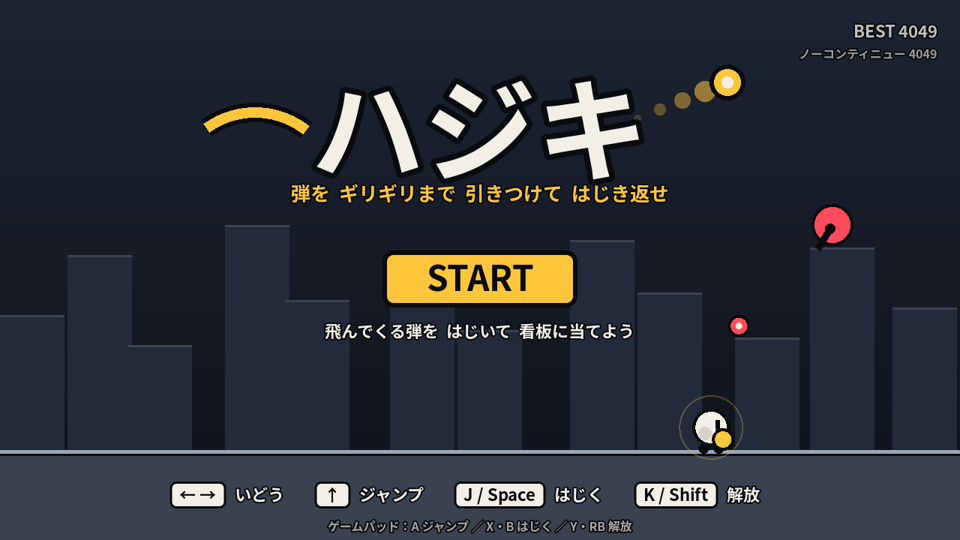 BEST 4049
ノーコンティニュー 4049
ハジキ
弾を ギリギリまで 引きつけて はじき返せ
START
飛んでくる弾を はじいて 看板に当てよう
←→ いどう ↑ ジャンプ J / Space はじく K / Shift 解放
ゲームパッド：A ジャンプ ／X・B はじく ／Y・RB 解放